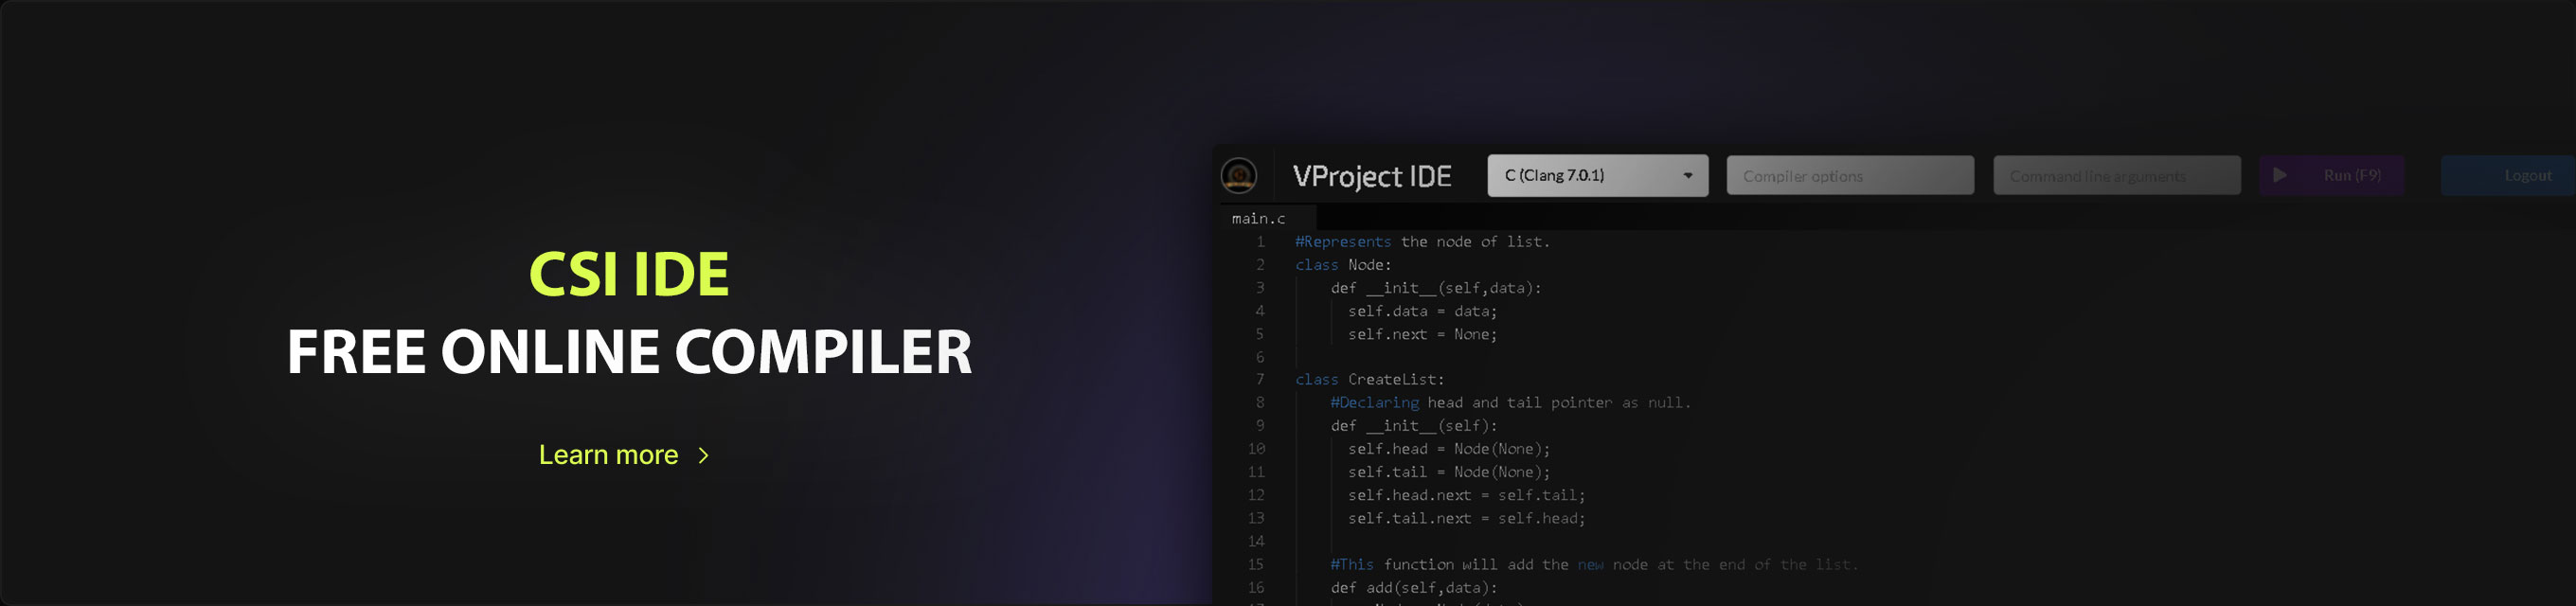 CSI IDE
FREE ONLINE COMPILER
Learn more >
VProject IDE
C (Clang 7.0.1)
Compiler options
Command line arguments
Run (F9)
Logout
main.c
1 #Represents the node of list.
2 class Node:
3 def __init__(self,data):
4 self.data = data;
5 self.next = None;
6
7 class CreateList:
8 #Declaring head and tail pointer as null.
9 def __init__(self):
10 self.head = Node(None);
11 self.tail = Node(None);
12 self.head.next = self.tail;
13 self.tail.next = self.head;
14
15 #This function will add the new node at the end of the list.
16 def add(self,data):